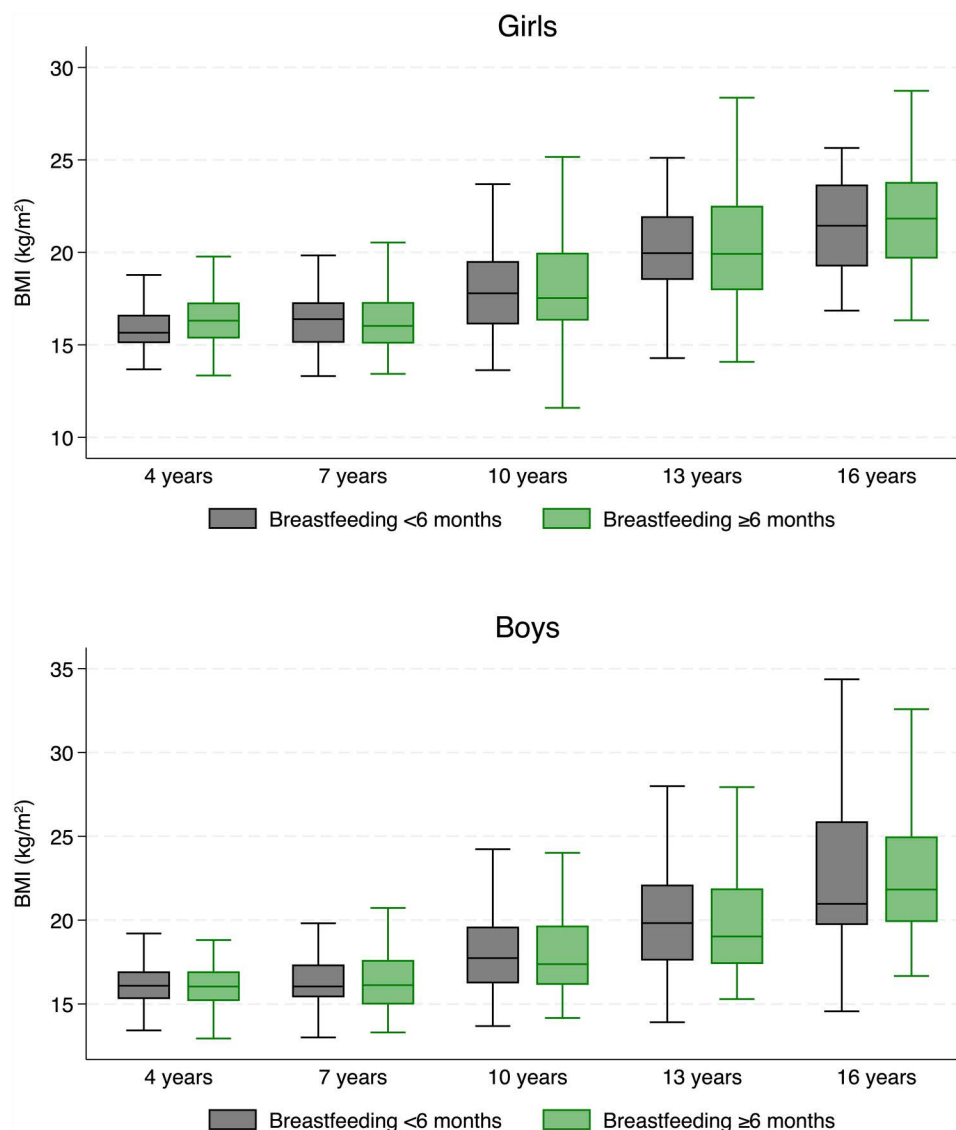 Girls
30
25
20
15
10
BMI (kg/m²)
4 years 7 years 10 years 13 years 16 years
Breastfeeding <6 months Breastfeeding ≥6 months
Boys
35
30
25
20
15
BMI (kg/m²)
4 years 7 years 10 years 13 years 16 years
Breastfeeding <6 months Breastfeeding ≥6 months